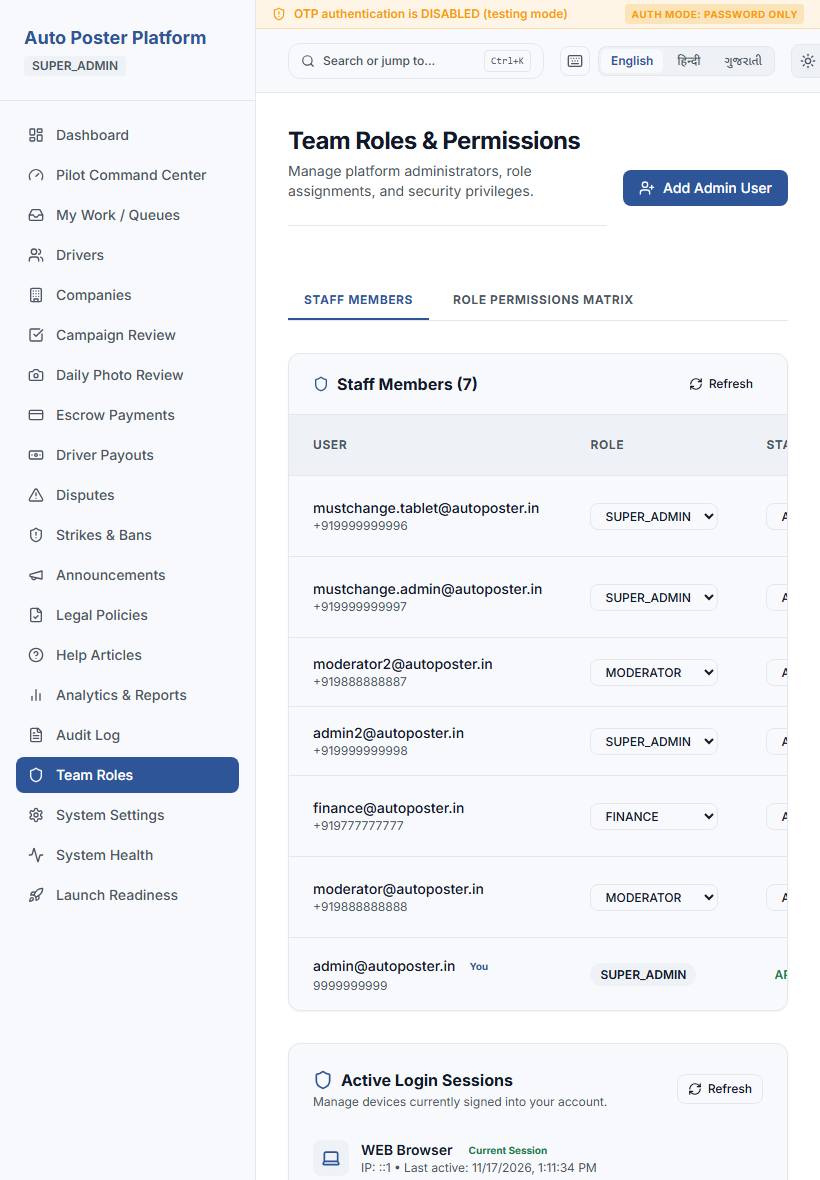 OTP authentication is DISABLED (testing mode)
AUTH MODE: PASSWORD ONLY
Auto Poster Platform
SUPER_ADMIN
Search or jump to...
Ctrl+K
English
हिन्दी
ગુજરાતી
Dashboard
Pilot Command Center
My Work / Queues
Drivers
Companies
Campaign Review
Daily Photo Review
Escrow Payments
Driver Payouts
Disputes
Strikes & Bans
Announcements
Legal Policies
Help Articles
Analytics & Reports
Audit Log
Team Roles
System Settings
System Health
Launch Readiness
Team Roles & Permissions
Manage platform administrators, role
assignments, and security privileges.
Add Admin User
STAFF MEMBERS
ROLE PERMISSIONS MATRIX
Staff Members (7)
Refresh
USER
ROLE
mustchange.tablet@autoposter.in
+919999999996
SUPER_ADMIN
mustchange.admin@autoposter.in
+919999999997
SUPER_ADMIN
moderator2@autoposter.in
+919888888887
MODERATOR
admin2@autoposter.in
+919999999998
SUPER_ADMIN
finance@autoposter.in
+919777777777
FINANCE
moderator@autoposter.in
+919888888888
MODERATOR
admin@autoposter.in
You
9999999999
SUPER_ADMIN
Active Login Sessions
Manage devices currently signed into your account.
Refresh
WEB Browser
Current Session
IP: ::1 • Last active: 11/17/2026, 1:11:34 PM